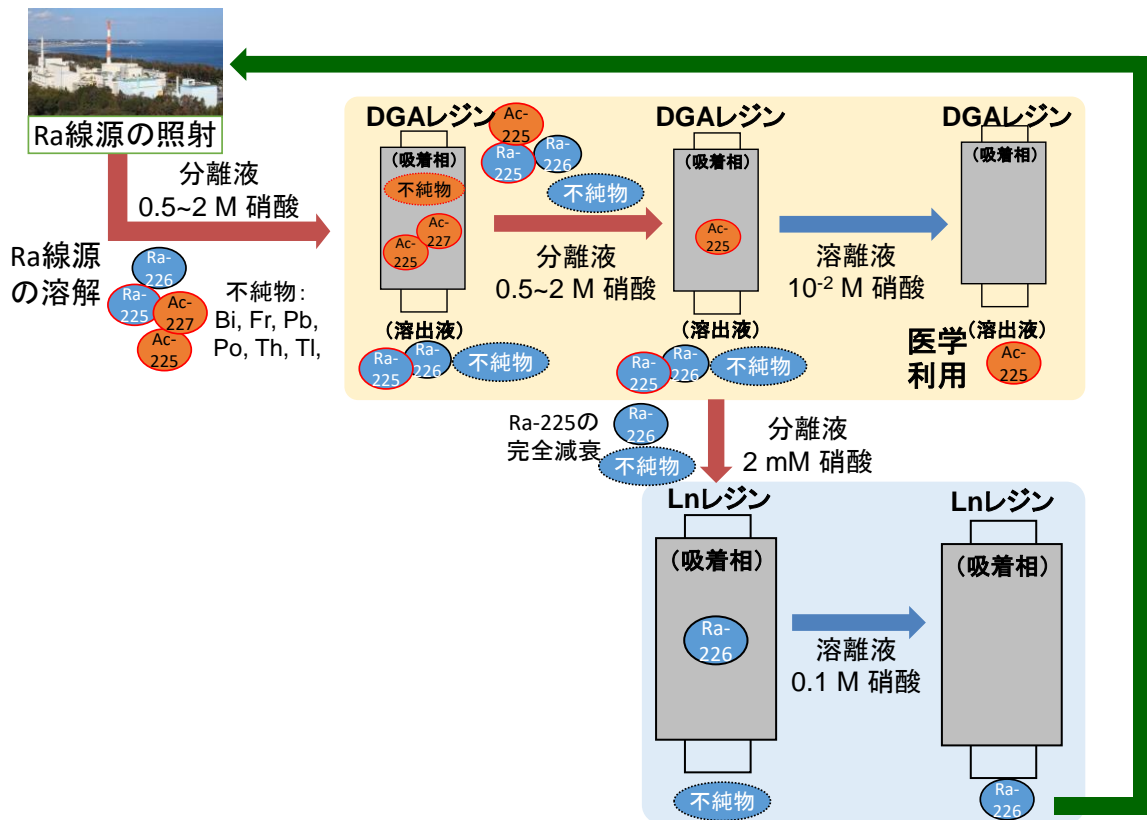 Ra線源の照射
分離液
0.5~2 M 硝酸
Ra線源
の溶解
Ra-
226
Ra-
225
Ac-
227
Ac-
225
不純物：
Bi, Fr, Pb,
Po, Th, Tl,
DGAレジン
（吸着相）
不純物
Ac-
227
Ac-
225
（溶出液）
Ra-
225
Ra-
226
不純物
Ac-
225
Ra-
225
Ra-
226
不純物
分離液
0.5~2 M 硝酸
DGAレジン
（吸着相）
Ac-
225
（溶出液）
Ra-
225
Ra-
226
不純物
溶離液
10-2 M 硝酸
DGAレジン
（吸着相）
（溶出液）
医学
利用
Ac-
225
Ra-225の
完全減衰
Ra-
226
不純物
分離液
2 mM 硝酸
Lnレジン
（吸着相）
Ra-
226
不純物
溶離液
0.1 M 硝酸
Lnレジン
（吸着相）
Ra-
226